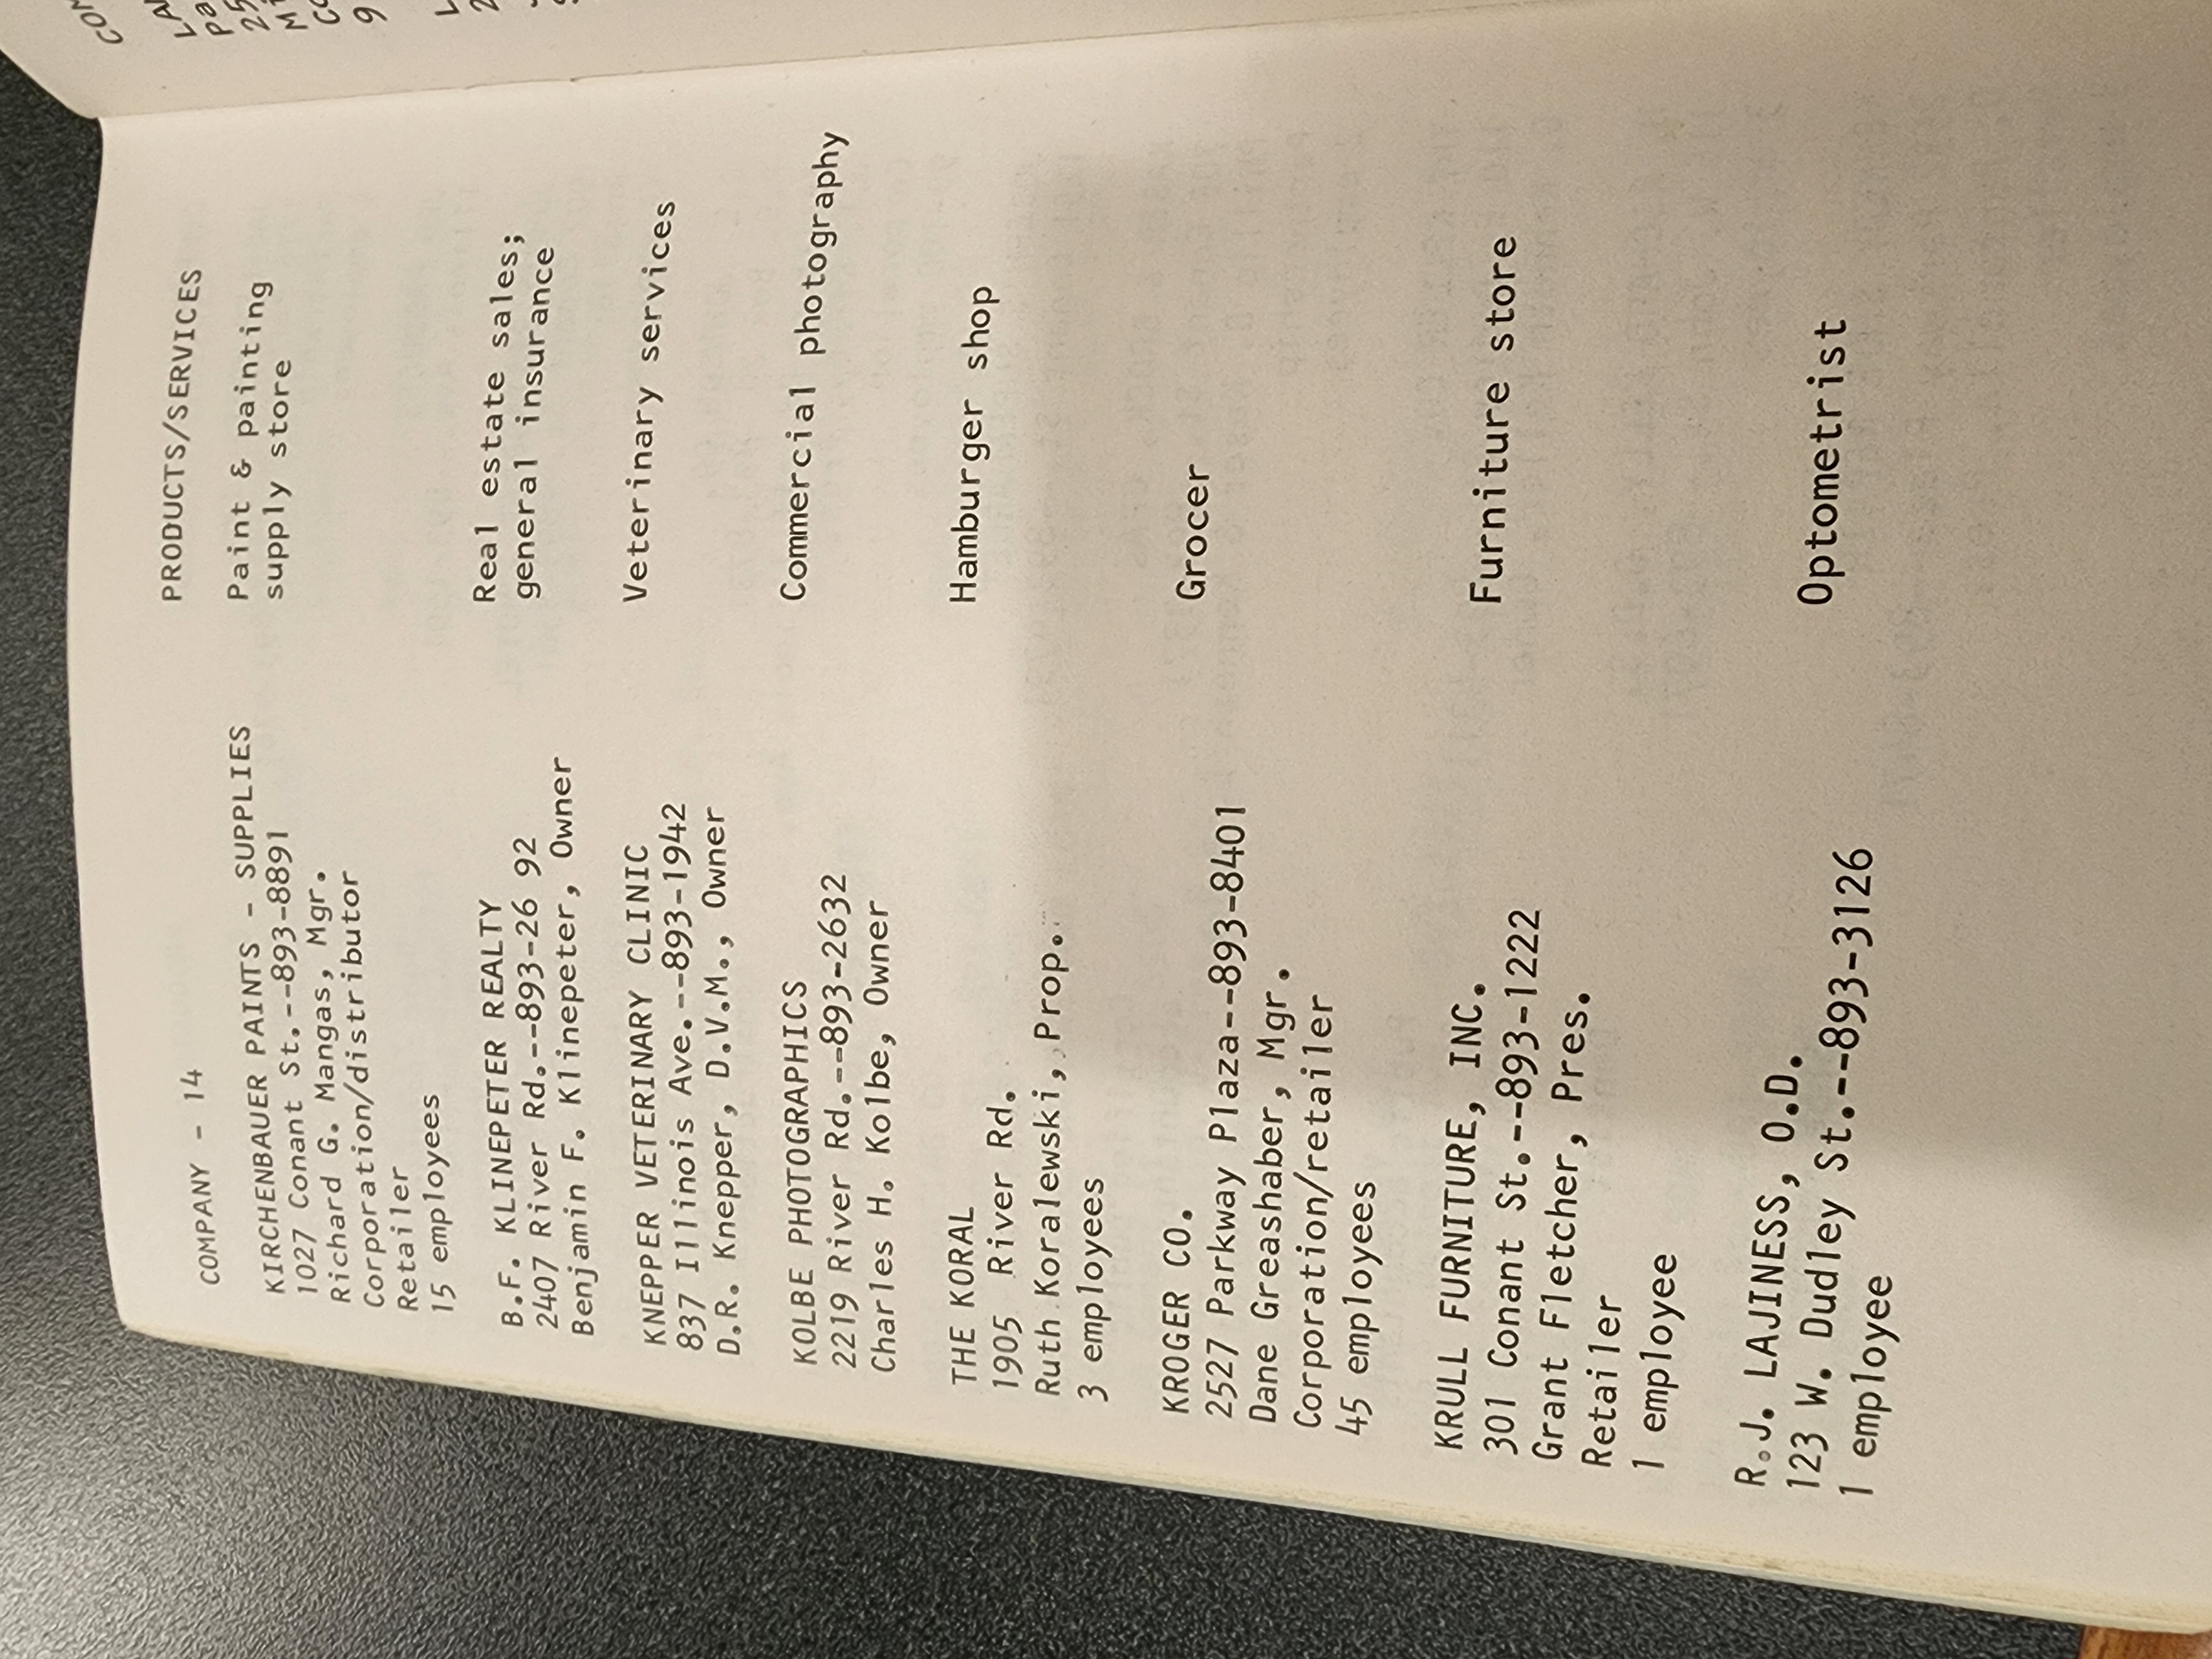 COMPANY - 14
PRODUCTS/SERVICES
KIRCHENBAUER PAINTS - SUPPLIES
1027 Conant St.--893-8891
Richard G. Mangas, Mgr.
Corporation/distributor
Retailer
15 employees
Paint & painting
supply store
B.F. KLINEPETER REALTY
2407 River Rd.--893-26 92
Benjamin F. Klinepeter, Owner
Real estate sales;
general insurance
KNEPPER VETERINARY CLINIC
837 Illinois Ave.--893-1942
D.R. Knepper, D.V.M., Owner
Veterinary services
KOLBE PHOTOGRAPHICS
2219 River Rd.--893-2632
Charles H. Kolbe, Owner
Commercial photography
THE KORAL
1905 River Rd.
Ruth Koralewski, Prop.
3 employees
Hamburger shop
KROGER CO.
2527 Parkway Plaza--893-8401
Dane Greashaber, Mgr.
Corporation/retailer
45 employees
Grocer
KRULL FURNITURE, INC.
301 Conant St.--893-1222
Grant Fletcher, Pres.
Retailer
1 employee
Furniture store
R.J. LAJINESS, O.D.
123 W. Dudley St.--893-3126
1 employee
Optometrist